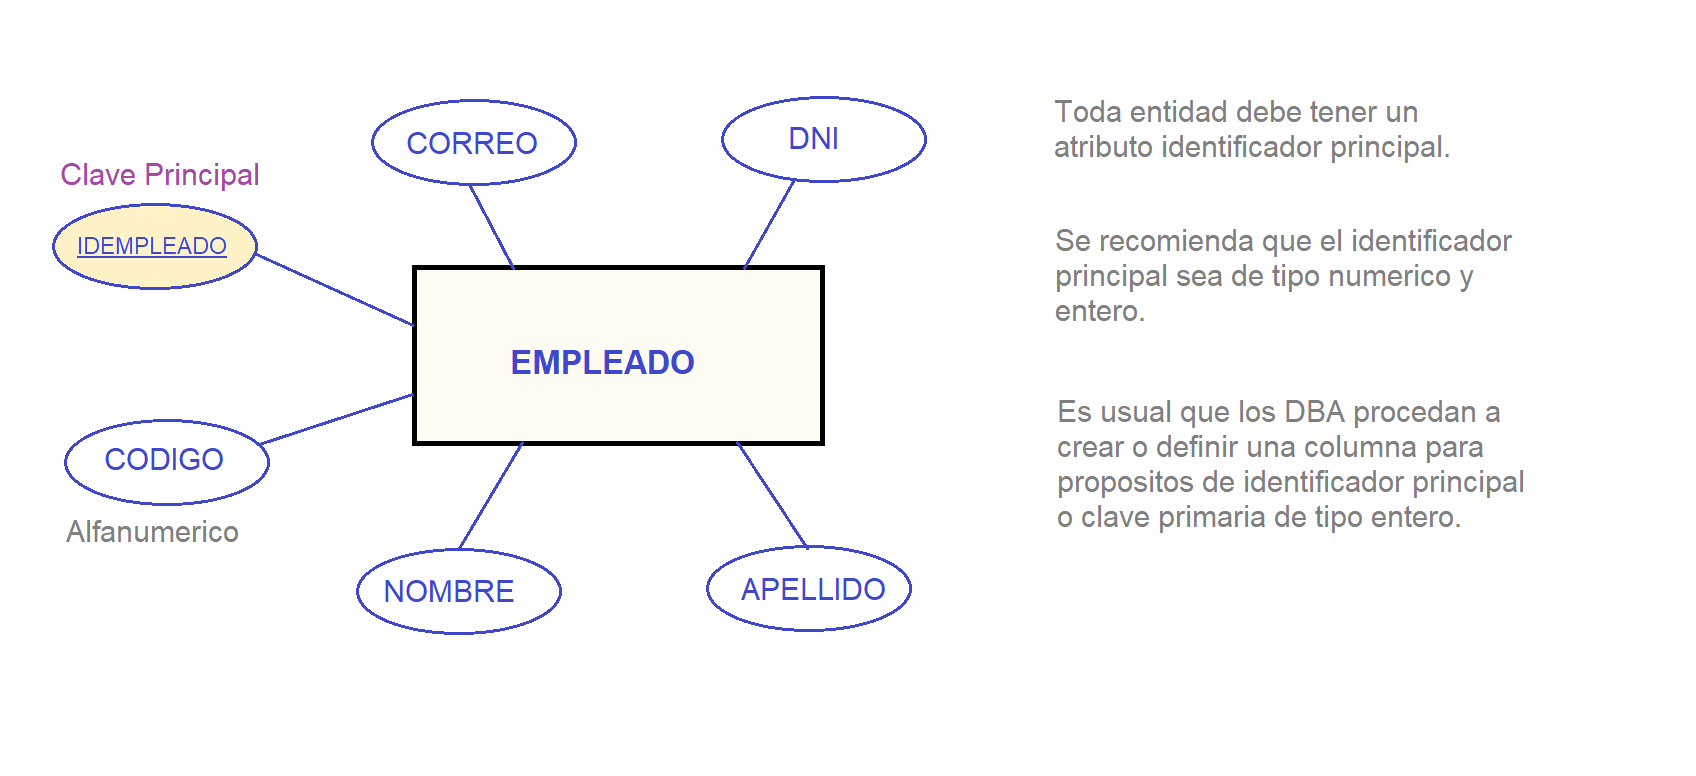 CORREO
DNI
Clave Principal
IDEMPLEADO
EMPLEADO
CODIGO
Alfanumerico
NOMBRE
APELLIDO
Toda entidad debe tener un
atributo identificador principal.
Se recomienda que el identificador
principal sea de tipo numerico y
entero.
Es usual que los DBA procedan a
crear o definir una columna para
propositos de identificador principal
o clave primaria de tipo entero.